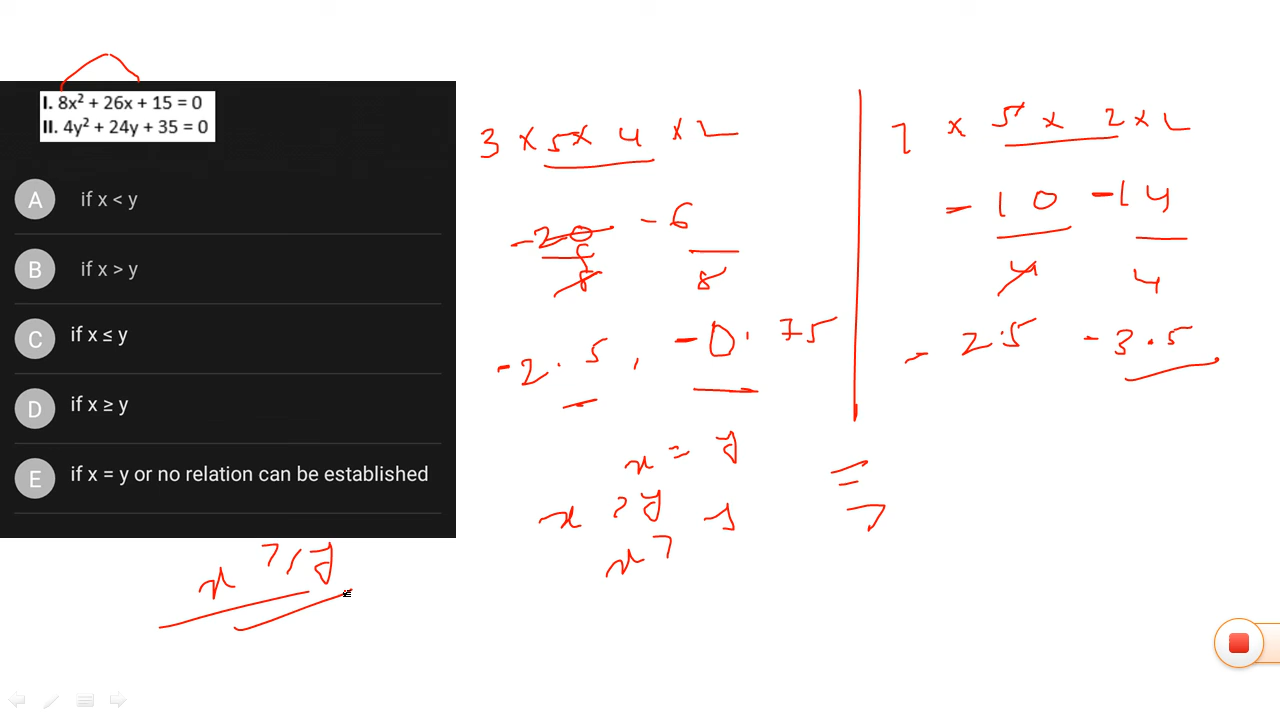 I. 8x² + 26x + 15 = 0
II. 4y² + 24y + 35 = 0
A if x < y
B if x > y
C if x ≤ y
D if x ≥ y
E if x = y or no relation can be established
3 x 5 x 4 x 2
-20 -6
8 8
-2.5, -0.75
x = y
x > y
x >
7 x 5 x 2 x 2
-10 -14
4 4
-2.5 -3.5
=
>
x >, y